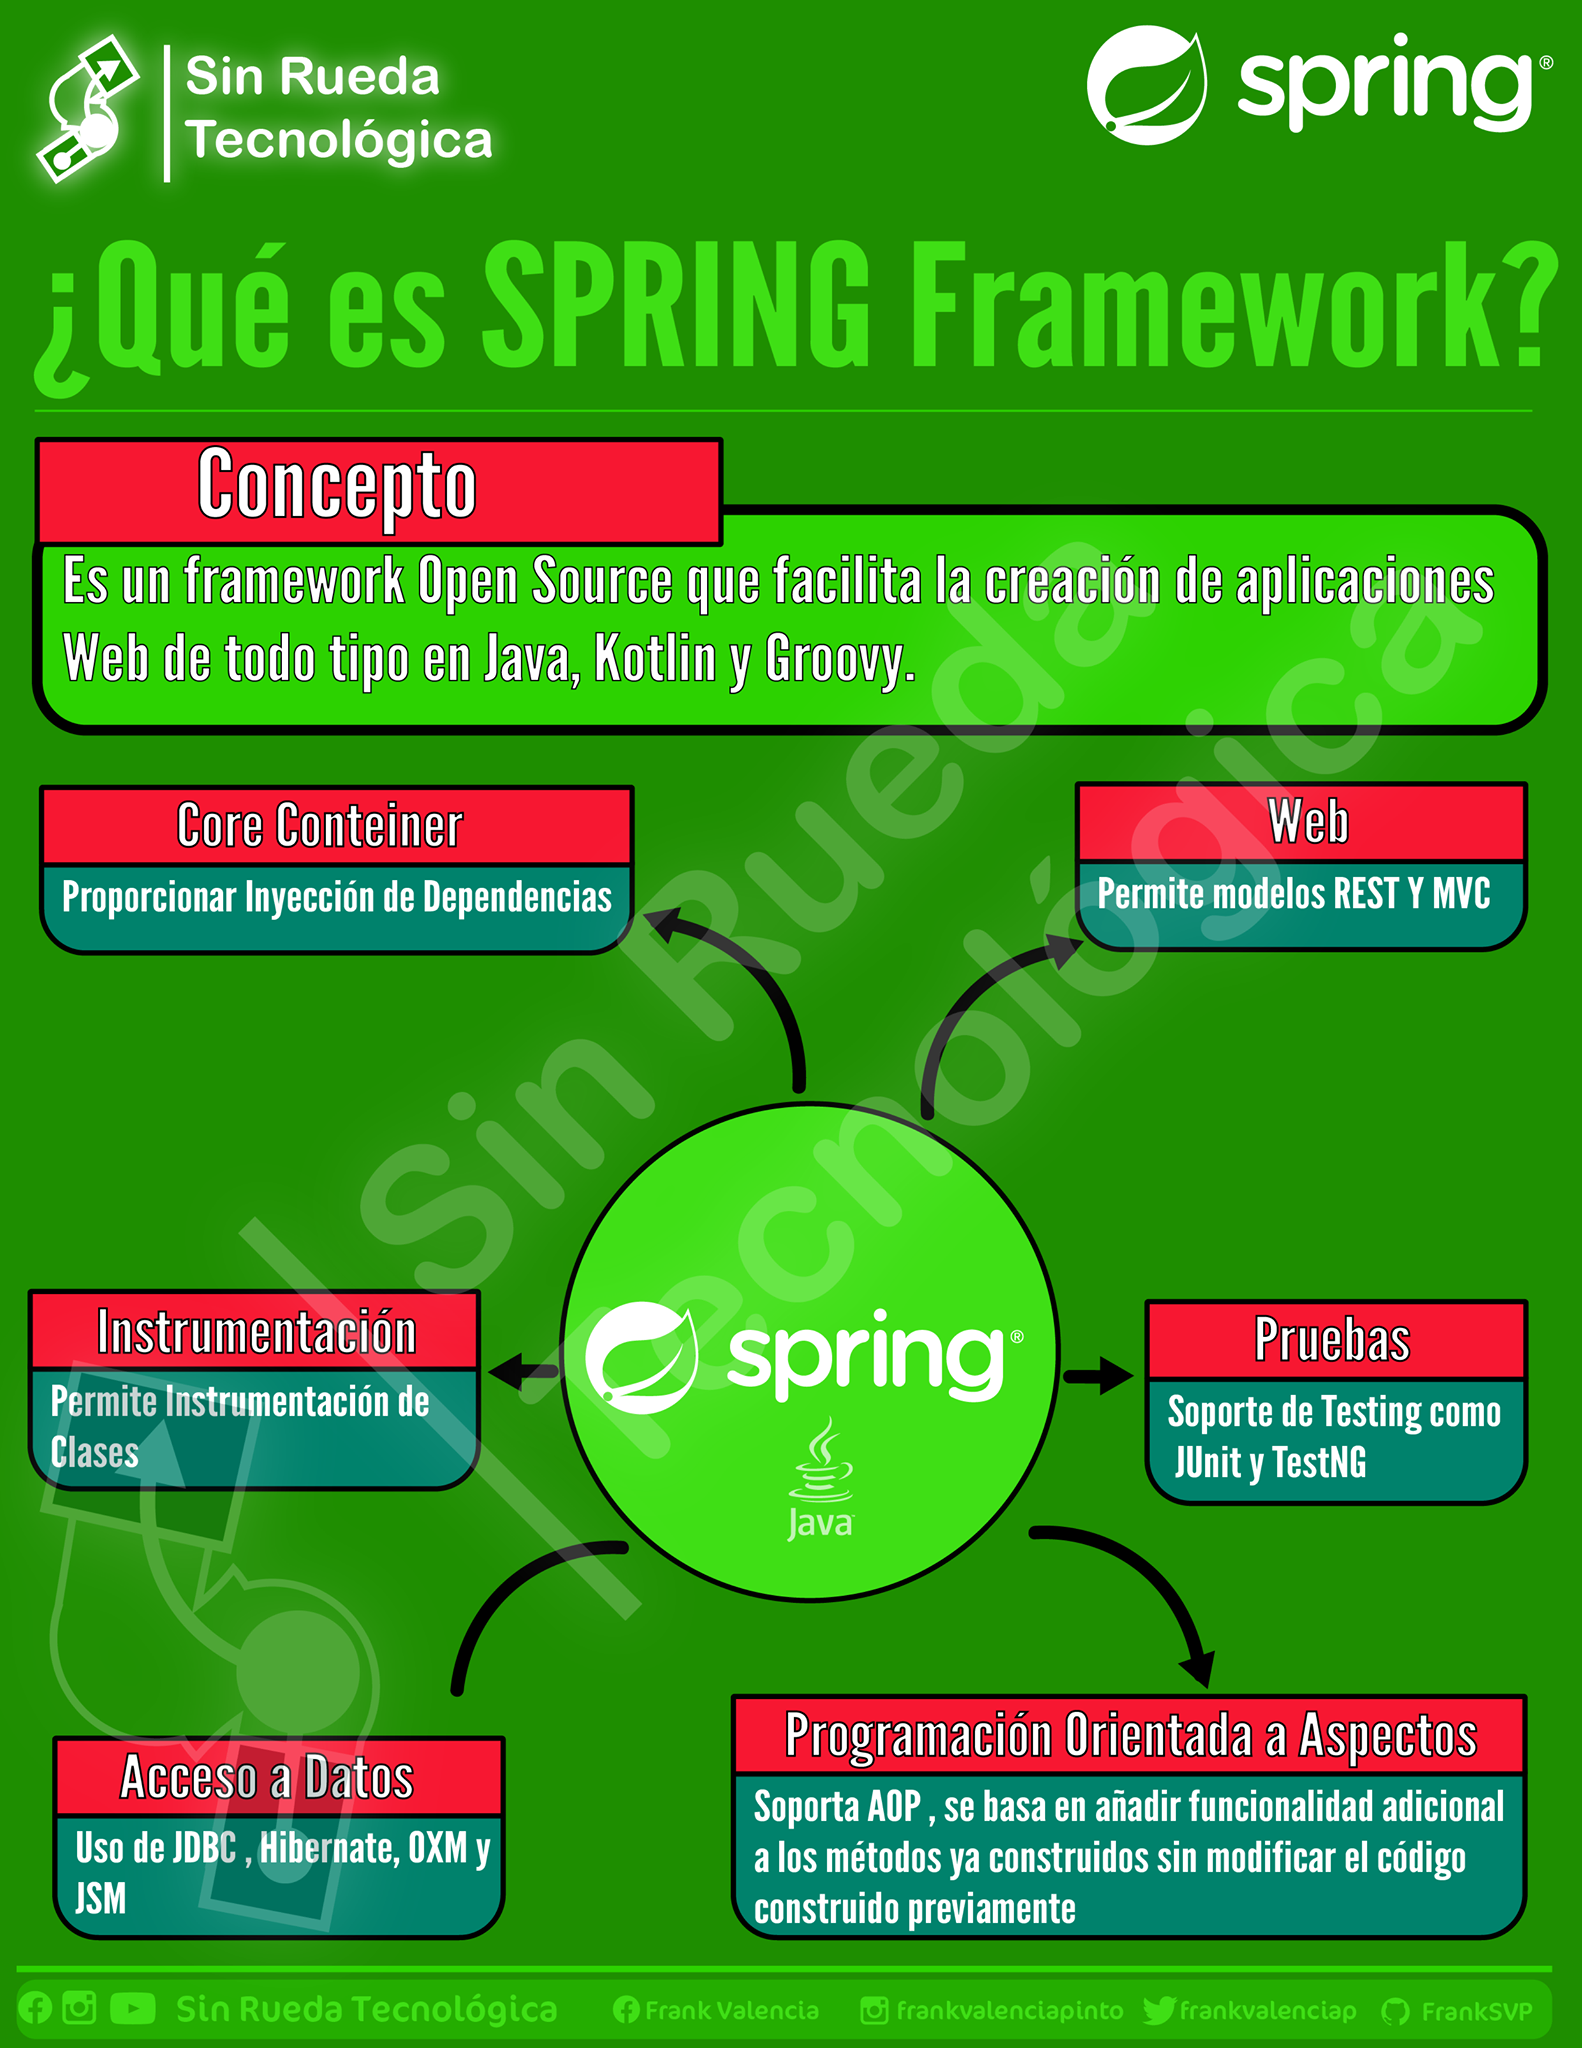 Sin Rueda
Tecnológica
spring®
¿Qué es SPRING Framework?
Concepto
Es un framework Open Source que facilita la creación de aplicaciones
Web de todo tipo en Java, Kotlin y Groovy.
Core Conteiner
Proporcionar Inyección de Dependencias
Web
Permite modelos REST Y MVC
Sin Rueda
Tecnológica
Instrumentación
Permite Instrumentación de
Clases
spring®
Java™
Pruebas
Soporte de Testing como
JUnit y TestNG
Acceso a Datos
Uso de JDBC , Hibernate, OXM y
JSM
Programación Orientada a Aspectos
Soporta AOP , se basa en añadir funcionalidad adicional
a los métodos ya construidos sin modificar el código
construido previamente
Sin Rueda Tecnológica Frank Valencia frankvalenciapinto frankvalenciap FrankSVP